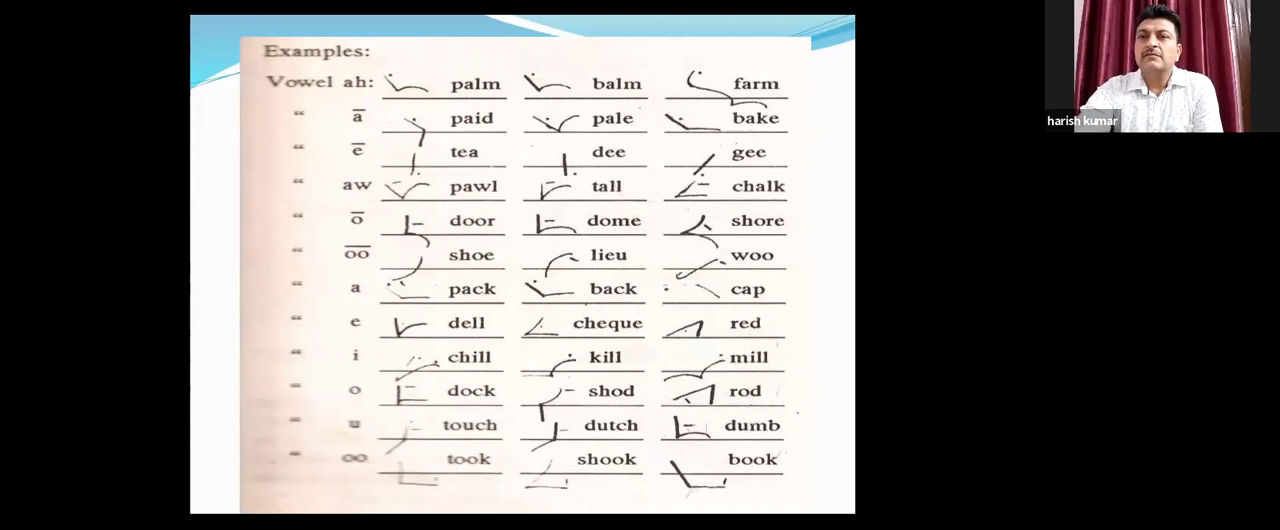 Examples:
Vowel ah: palm balm farm
" ā paid pale bake
" ē tea dee gee
" aw pawl tall chalk
" ō door dome shore
" o͞o shoe lieu woo
" a pack back cap
" e dell cheque red
" i chill kill mill
" o dock shod rod
" u touch dutch dumb
" oo took shook book
harish kumar